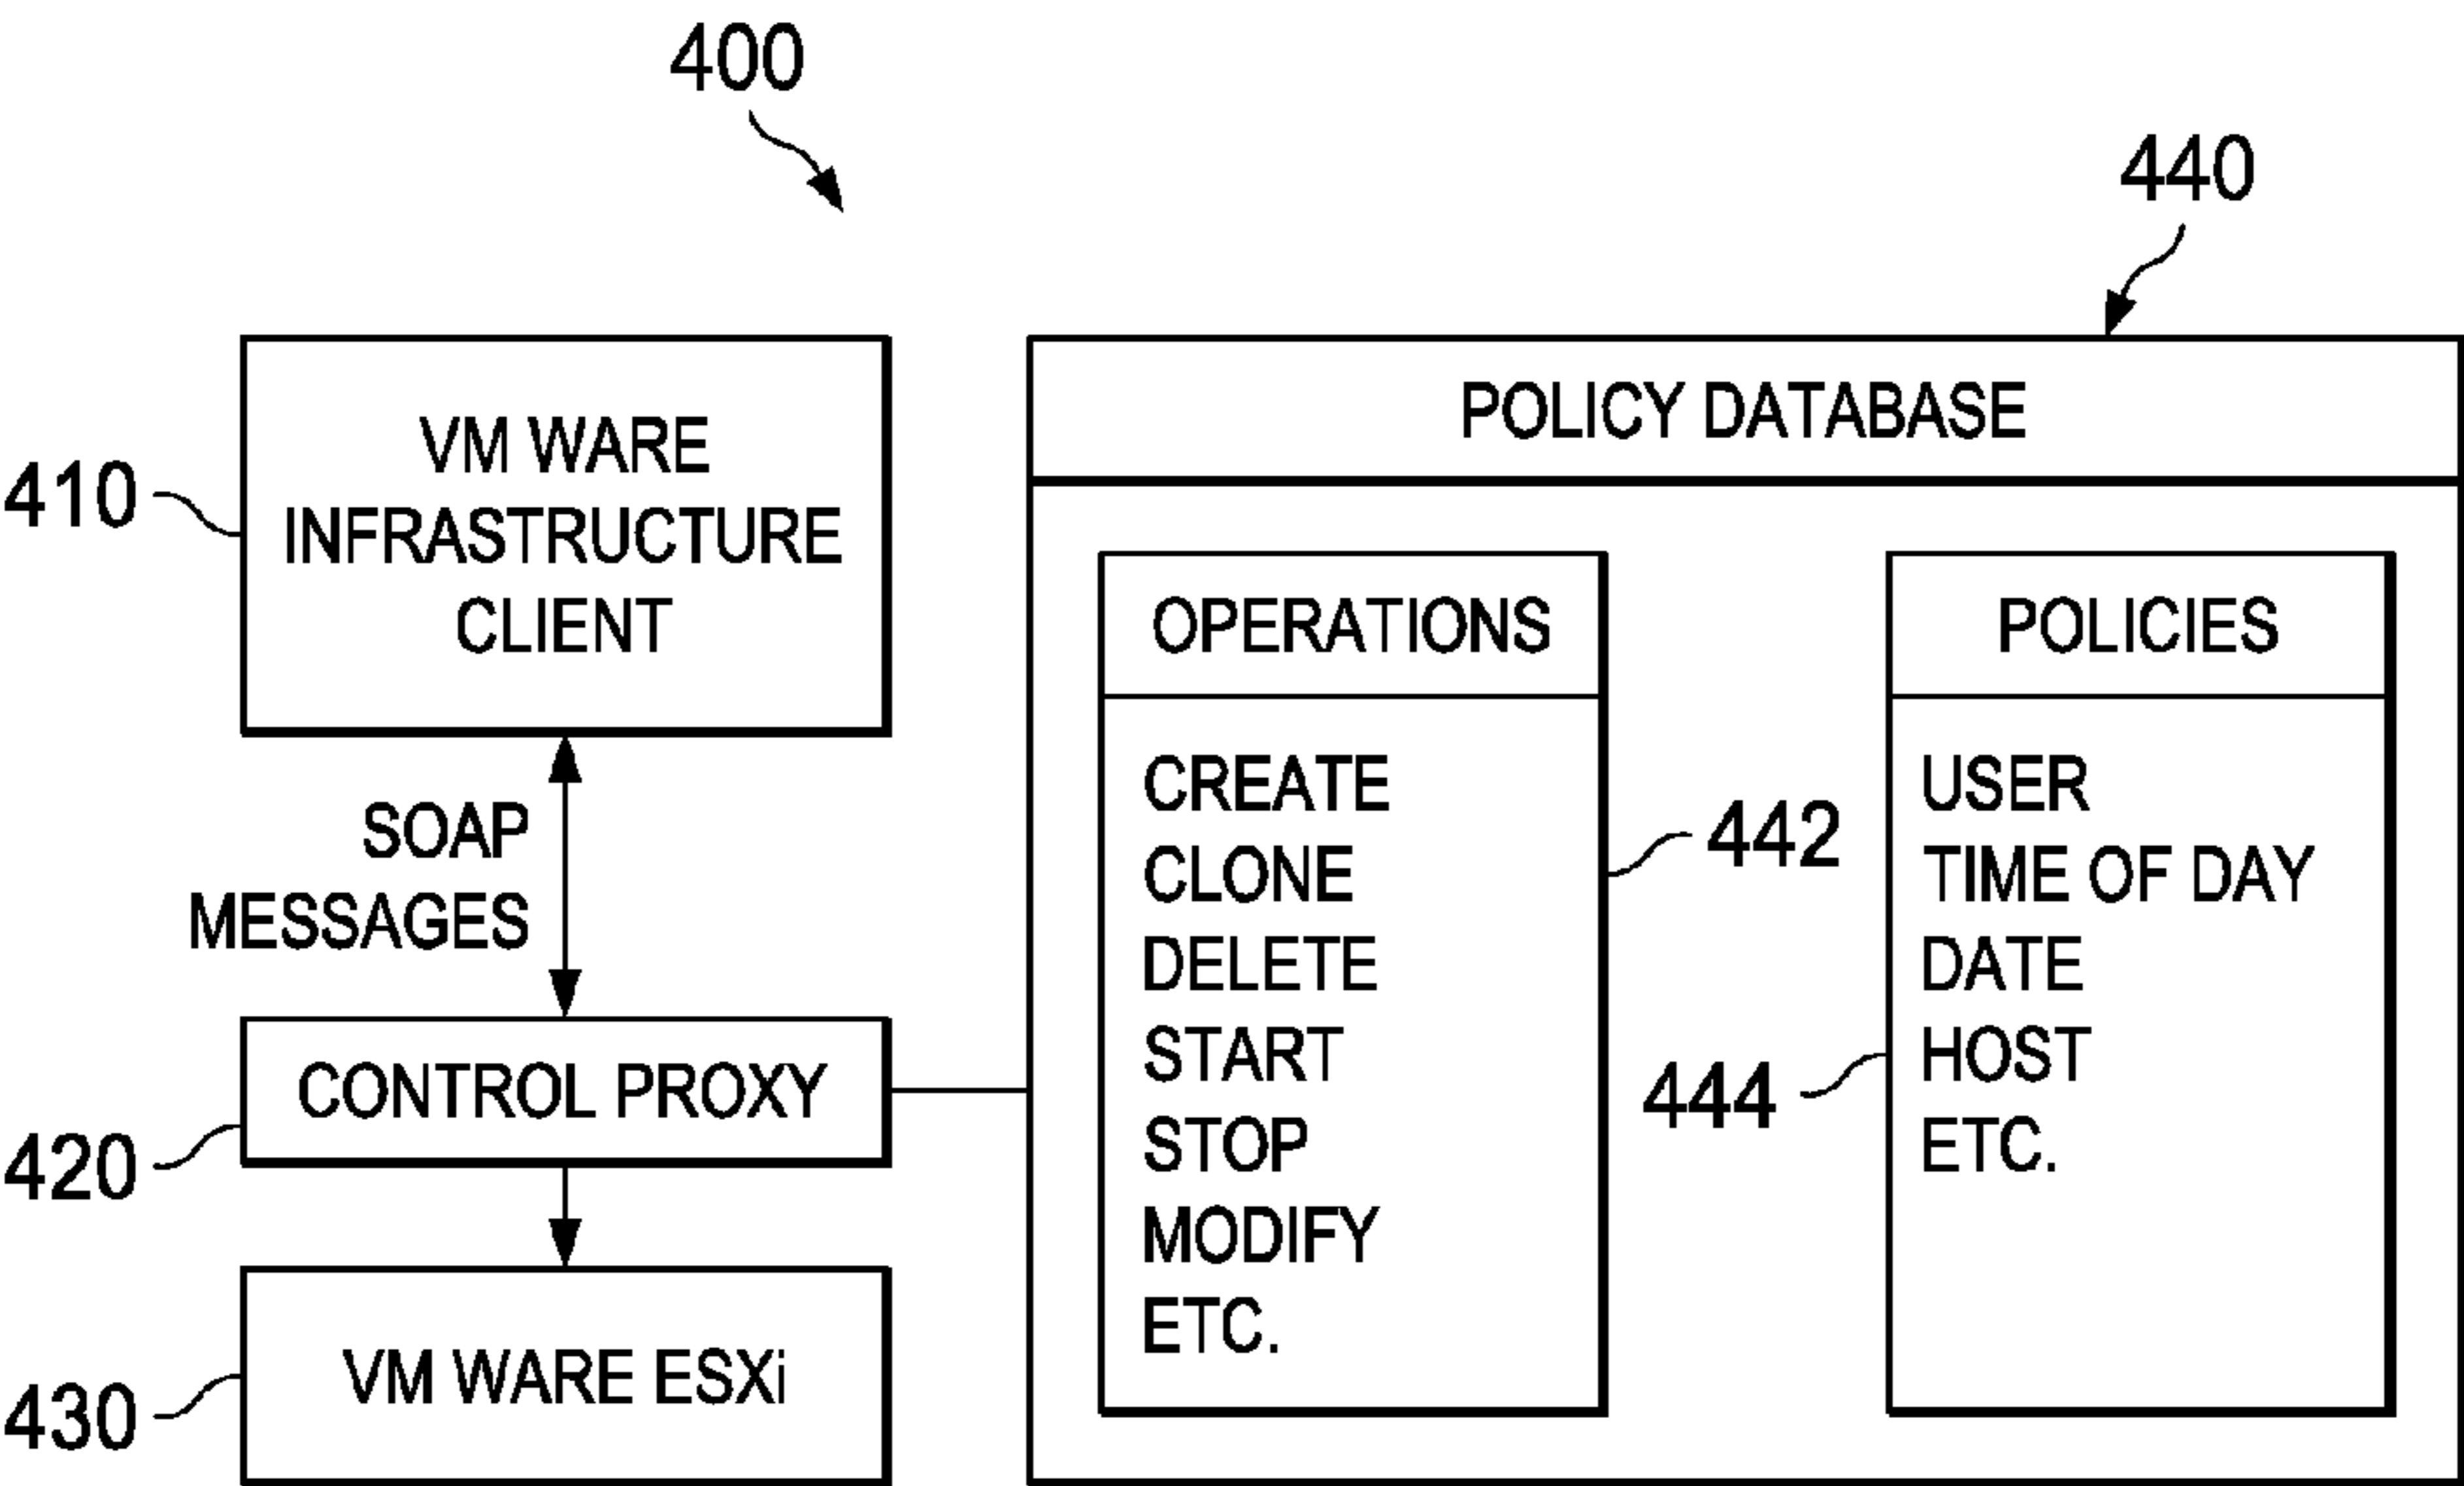 400
440
410
VM WARE
INFRASTRUCTURE
CLIENT
SOAP
MESSAGES
420
CONTROL PROXY
430
VM WARE ESXi
POLICY DATABASE
OPERATIONS
CREATE
CLONE
DELETE
START
STOP
MODIFY
ETC.
442
444
POLICIES
USER
TIME OF DAY
DATE
HOST
ETC.